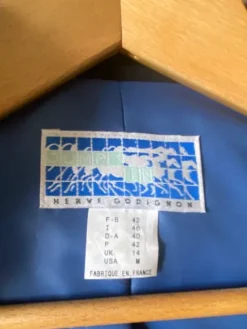 HERVE GODIGNON
F-B 42
I 46
D-A 40
P 42
UK 14
USA M
FABRIQUE EN FRANCE